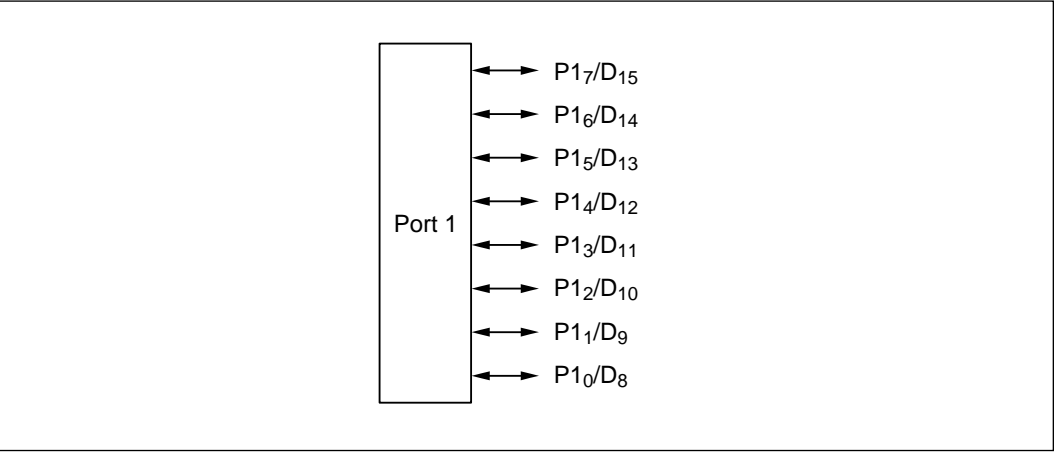 P1₇/D₁₅
P1₆/D₁₄
P1₅/D₁₃
P1₄/D₁₂
Port 1
P1₃/D₁₁
P1₂/D₁₀
P1₁/D₉
P1₀/D₈